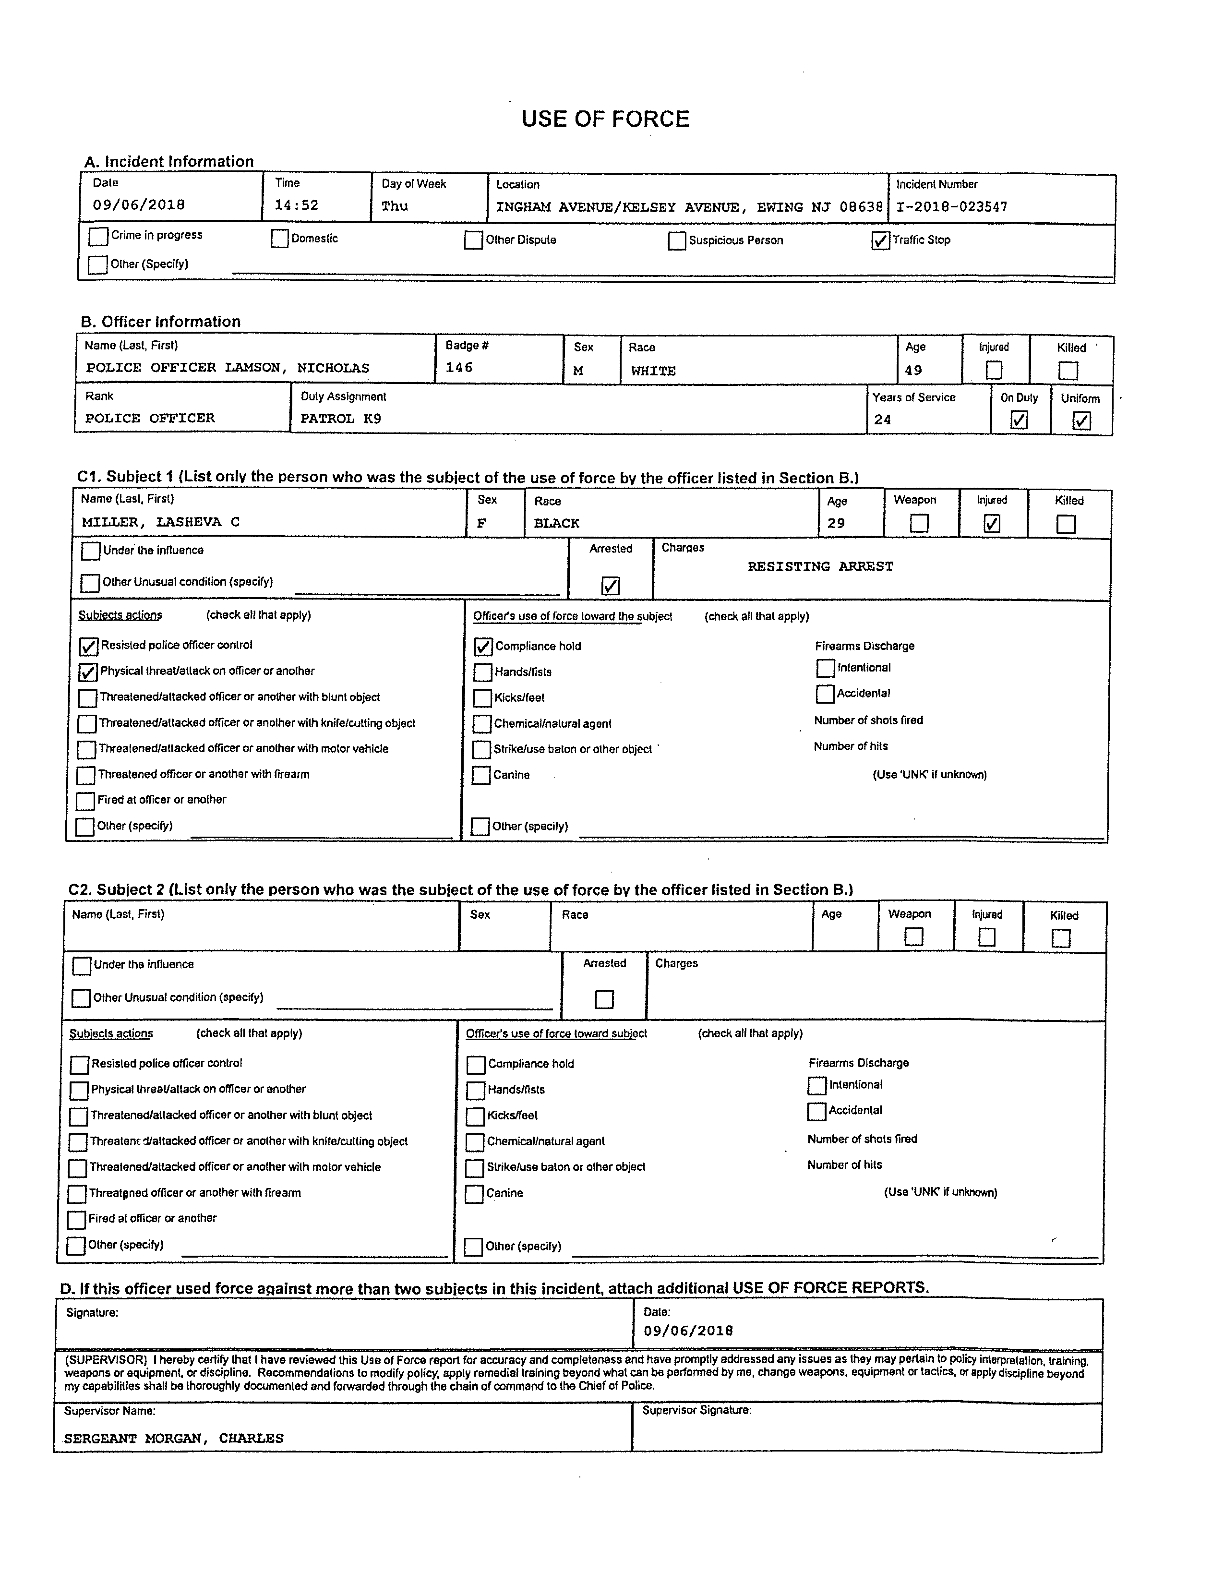 USE OF FORCE
A. Incident Information
Date Time Day of Week Location Incident Number
09/06/2018 14:52 Thu INGHAM AVENUE/KELSEY AVENUE, EWING NJ 08638 I-2018-023547
Crime in progress Domestic Other Dispute Suspicious Person Traffic Stop
Other (Specify)
B. Officer Information
Name (Last, First) Badge # Sex Race Age Injured Killed
POLICE OFFICER LAMSON, NICHOLAS 146 M WHITE 49
Rank Duty Assignment Years of Service On Duty Uniform
POLICE OFFICER PATROL K9 24
C1. Subject 1 (List only the person who was the subject of the use of force by the officer listed in Section B.)
Name (Last, First) Sex Race Age Weapon Injured Killed
MILLER, LASHEVA C F BLACK 29
Under the influence Arrested Charges
RESISTING ARREST
Other Unusual condition (specify)
Subjects actions (check all that apply) Officer's use of force toward the subject (check all that apply)
Resisted police officer control Compliance hold Firearms Discharge
Physical threat/attack on officer or another Hands/fists Intentional
Threatened/attacked officer or another with blunt object Kicks/feet Accidental
Threatened/attacked officer or another with knife/cutting object Chemical/natural agent Number of shots fired
Threatened/attacked officer or another with motor vehicle Strike/use baton or other object Number of hits
Threatened officer or another with firearm Canine (Use 'UNK' if unknown)
Fired at officer or another
Other (specify) Other (specify)
C2. Subject 2 (List only the person who was the subject of the use of force by the officer listed in Section B.)
Name (Last, First) Sex Race Age Weapon Injured Killed
Under the influence Arrested Charges
Other Unusual condition (specify)
Subjects actions (check all that apply) Officer's use of force toward subject (check all that apply)
Resisted police officer control Compliance hold Firearms Discharge
Physical threat/attack on officer or another Hands/fists Intentional
Threatened/attacked officer or another with blunt object Kicks/feet Accidental
Threatened/attacked officer or another with knife/cutting object Chemical/natural agent Number of shots fired
Threatened/attacked officer or another with motor vehicle Strike/use baton or other object Number of hits
Threatened officer or another with firearm Canine (Use 'UNK' if unknown)
Fired at officer or another
Other (specify) Other (specify)
D. If this officer used force against more than two subjects in this incident, attach additional USE OF FORCE REPORTS.
Signature: Date:
09/06/2018
(SUPERVISOR) I hereby certify that I have reviewed this Use of Force report for accuracy and completeness and have promptly addressed any issues as they may pertain to policy interpretation, training,
weapons or equipment, or discipline. Recommendations to modify policy, apply remedial training beyond what can be performed by me, change weapons, equipment or tactics, or apply discipline beyond
my capabilities shall be thoroughly documented and forwarded through the chain of command to the Chief of Police.
Supervisor Name: Supervisor Signature:
SERGEANT MORGAN, CHARLES